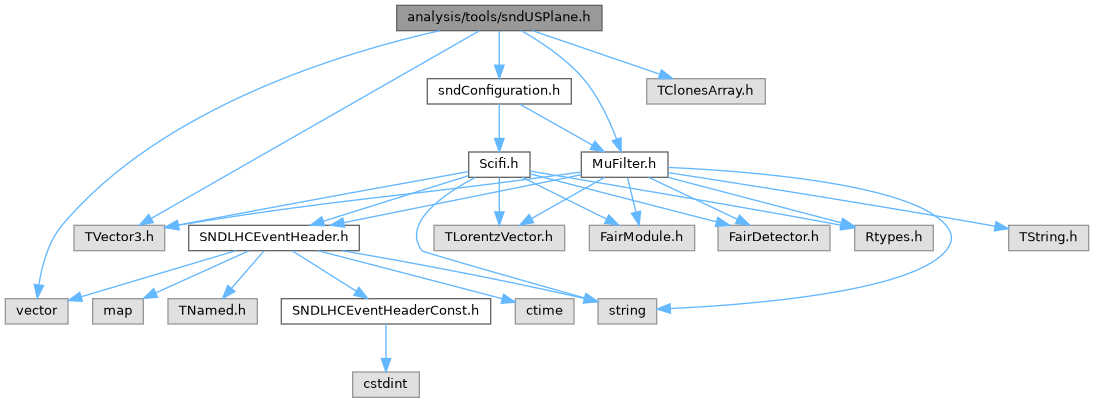 analysis/tools/sndUSPlane.h
sndConfiguration.h
TClonesArray.h
Scifi.h
MuFilter.h
TVector3.h
SNDLHCEventHeader.h
TLorentzVector.h
FairModule.h
FairDetector.h
Rtypes.h
TString.h
vector
map
TNamed.h
SNDLHCEventHeaderConst.h
ctime
string
cstdint